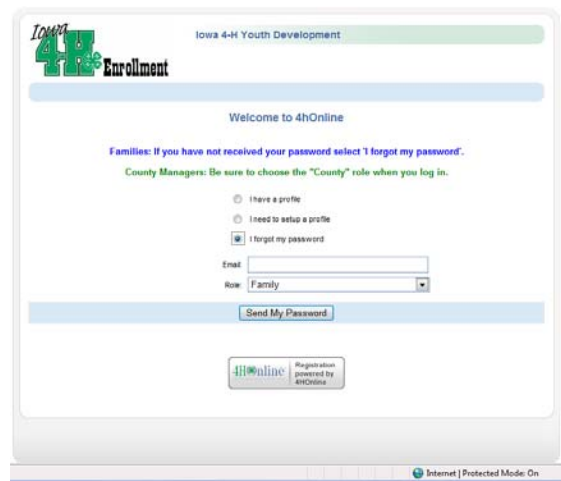 Iowa 4-H Youth Development
Iowa
4-H
Enrollment
Welcome to 4hOnline
Families: If you have not received your password select 'I forgot my password'.
County Managers: Be sure to choose the "County" role when you log in.
I have a profile
I need to setup a profile
I forgot my password
Email:
Role: Family
Send My Password
4HOnline
Registration
powered by
4HOnline
Internet | Protected Mode: On